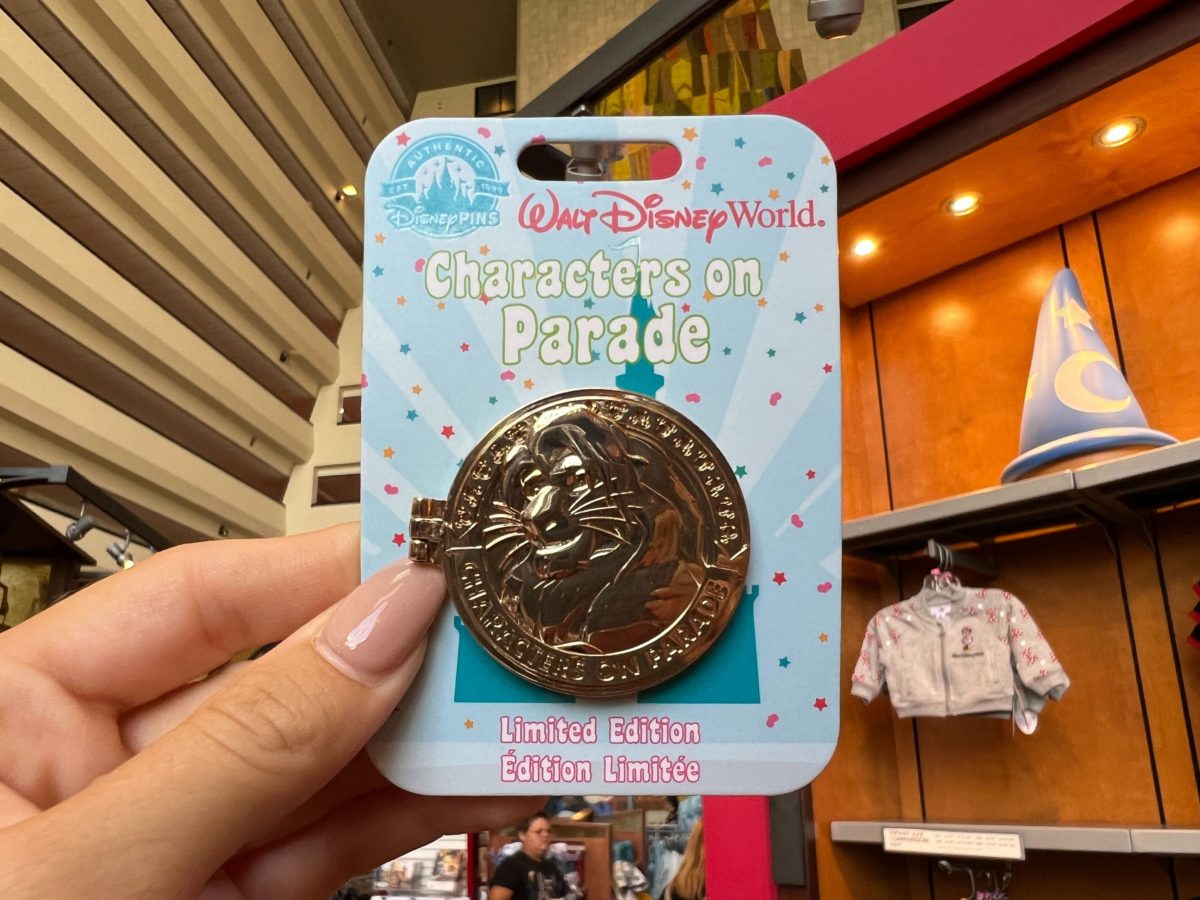 AUTHENTIC
EST 1999
Disney PINS
Walt Disney World®
Characters on
Parade
CHARACTERS ON PARADE
Limited Edition
Édition Limitée